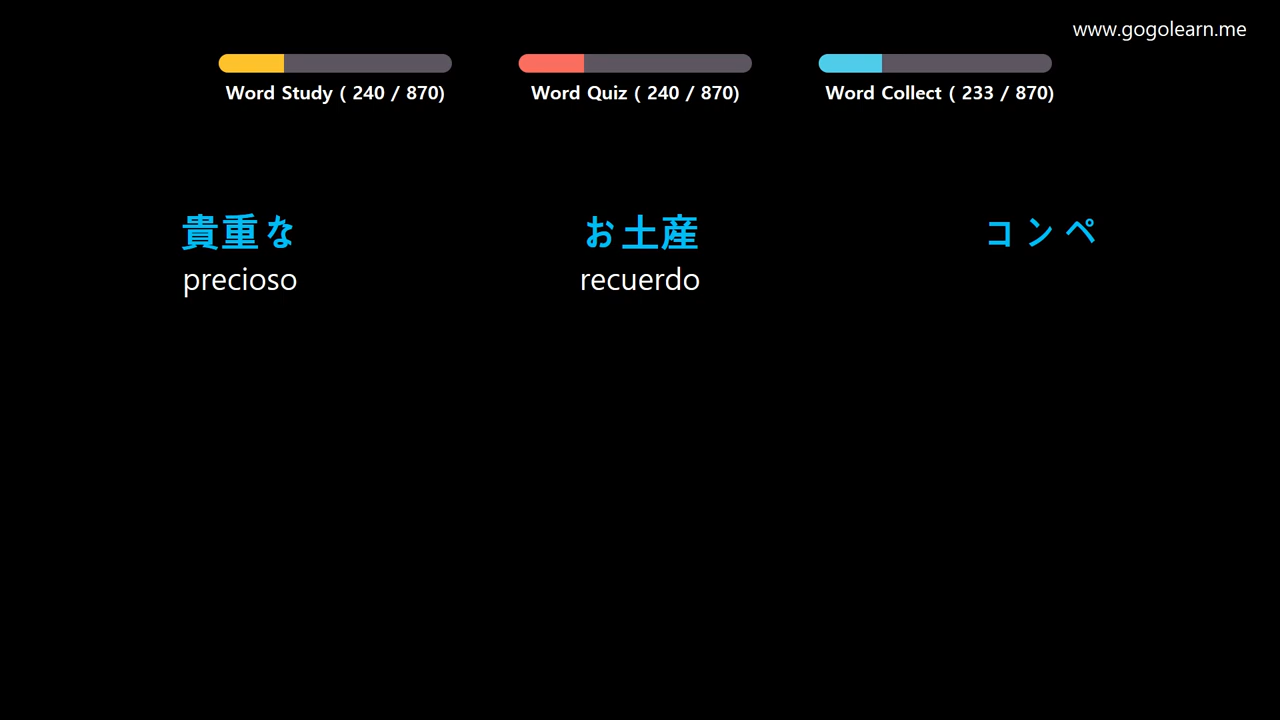 www.gogolearn.me
Word Study ( 240 / 870)
Word Quiz ( 240 / 870)
Word Collect ( 233 / 870)
貴重な
お土産
コンペ
precioso
recuerdo